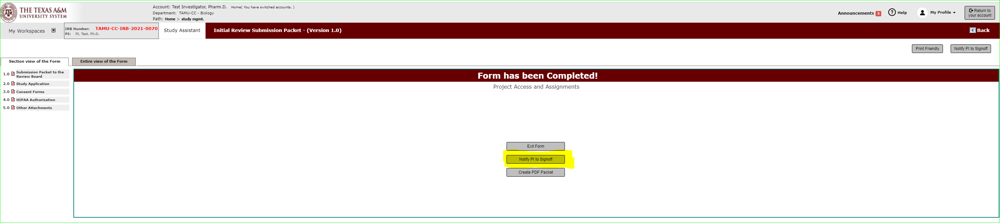 THE TEXAS A&M
UNIVERSITY SYSTEM
Account: Test Investigator, Pharm.D. Home( You have switched accounts. )
Department: TAMU-CC - Biology
Path: Home > study mgmt.
Announcements 3
? Help
My Profile
Return to
your account
My Workspaces
IRB Number: TAMU-CC-IRB-2021-0070
PI: PI, Test, Ph.D.
Study Assistant
Initial Review Submission Packet - (Version 1.0)
Back
Print Friendly
Notify PI to Signoff
Section view of the Form
Entire view of the Form
1.0 Submission Packet to the
Review Board
2.0 Study Application
3.0 Consent Forms
4.0 HIPAA Authorization
5.0 Other Attachments
Form has been Completed!
Project Access and Assignments
Exit Form
Notify PI to Signoff
Create PDF Packet